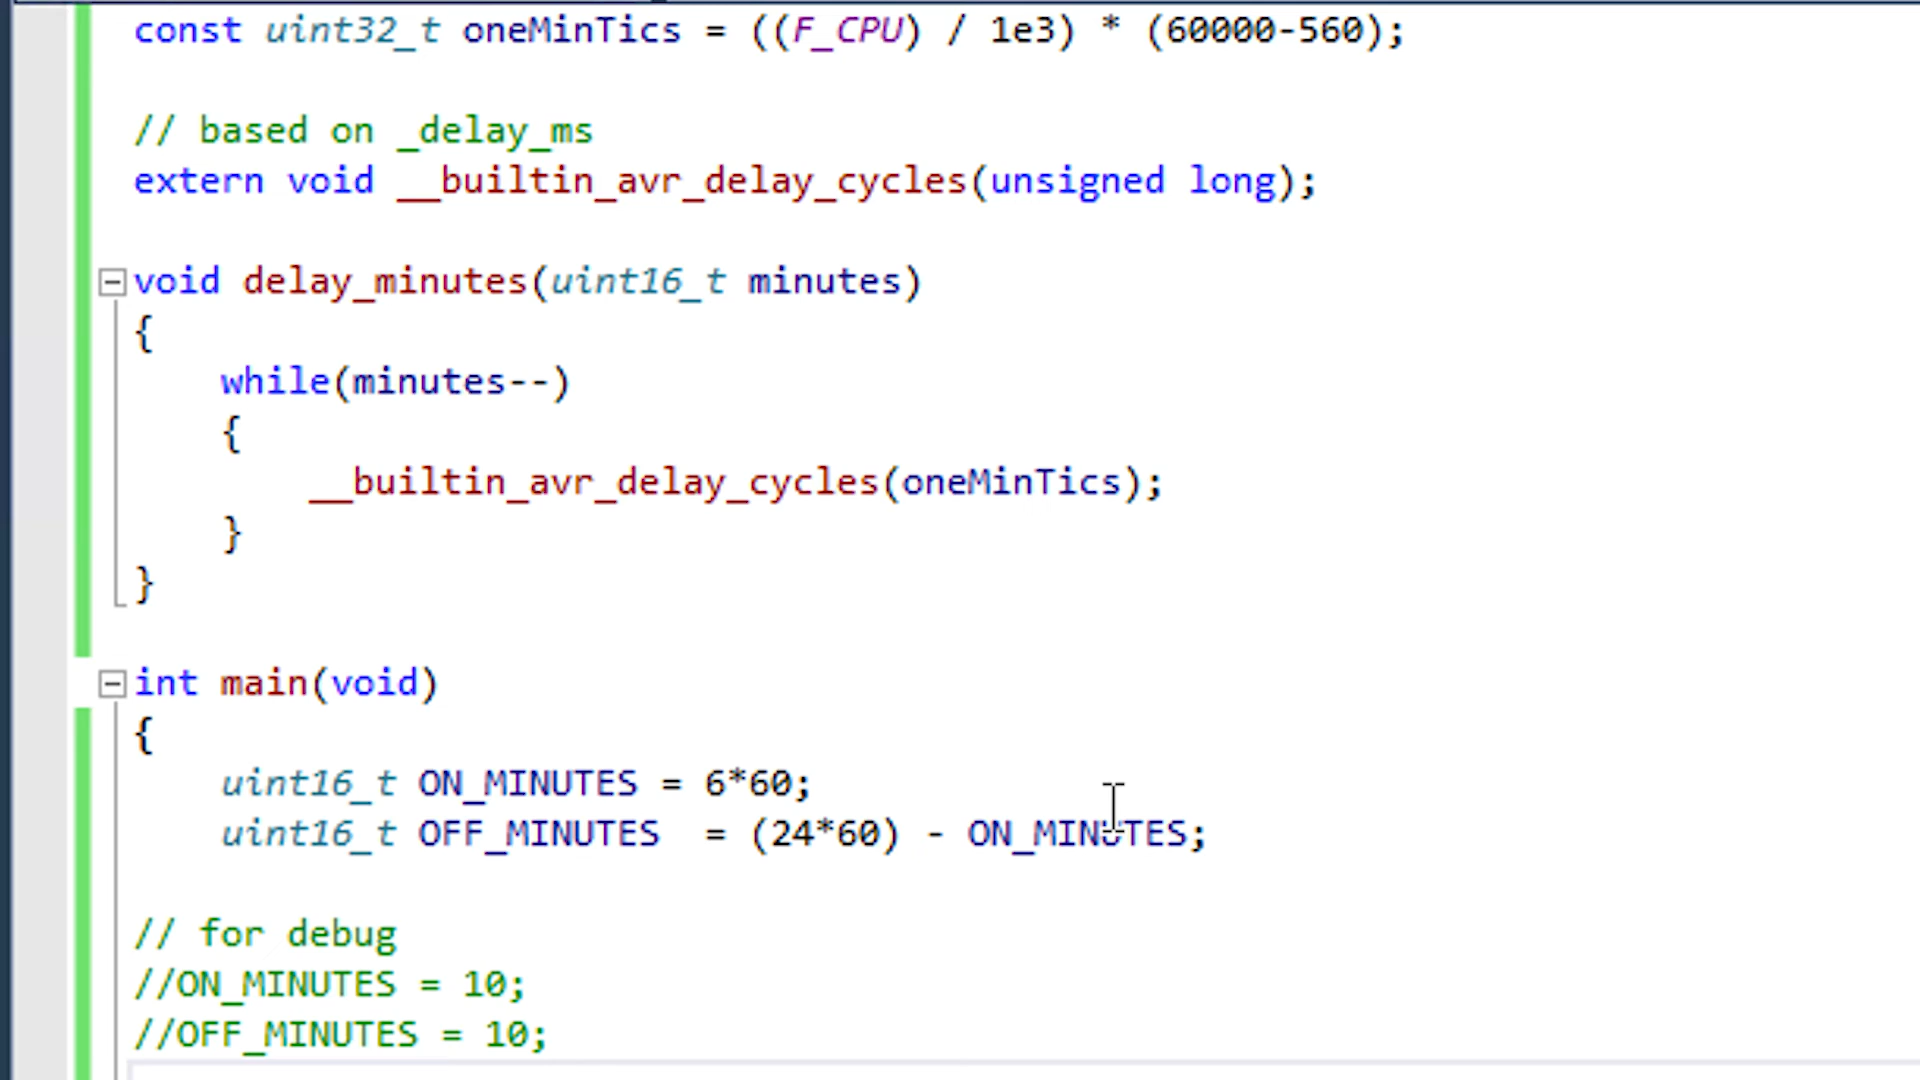 const uint32_t oneMinTics = ((F_CPU) / 1e3) * (60000-560);
// based on _delay_ms
extern void __builtin_avr_delay_cycles(unsigned long);
void delay_minutes(uint16_t minutes)
{
while(minutes--)
{
__builtin_avr_delay_cycles(oneMinTics);
}
}
int main(void)
{
uint16_t ON_MINUTES = 6*60;
uint16_t OFF_MINUTES  = (24*60) - ON_MINUTES;
// for debug
//ON_MINUTES = 10;
//OFF_MINUTES = 10;